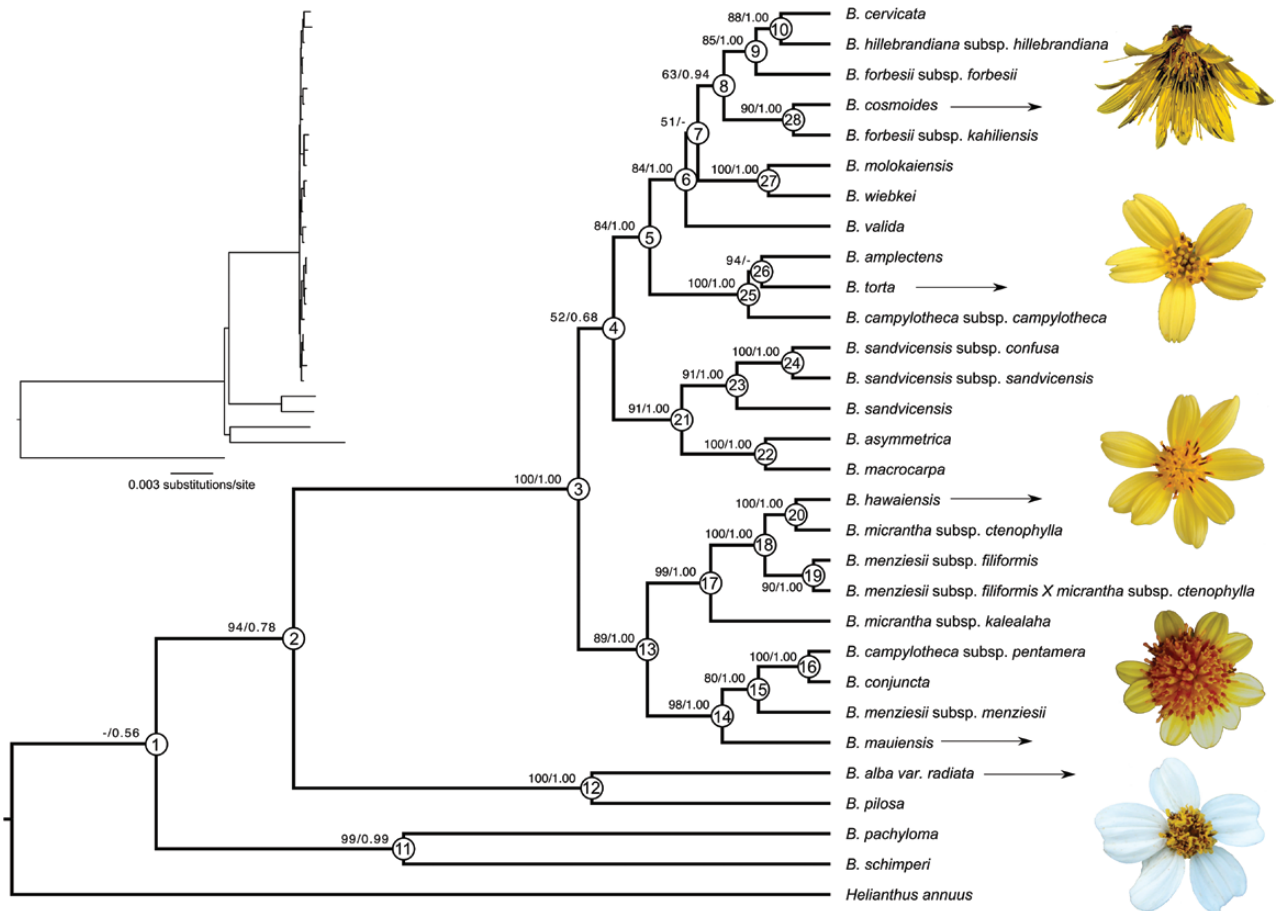 88/1.00
10
B. cervicata
85/1.00
9
B. hillebrandiana subsp. hillebrandiana
63/0.94
8
B. forbesii subsp. forbesii
90/1.00
28
B. cosmoides
51/-
7
B. forbesii subsp. kahiliensis
84/1.00
6
100/1.00
27
B. molokaiensis
B. wiebkei
84/1.00
5
B. valida
94/-
26
B. amplectens
100/1.00
25
B. torta
52/0.68
4
B. campylotheca subsp. campylotheca
100/1.00
24
B. sandvicensis subsp. confusa
91/1.00
23
B. sandvicensis subsp. sandvicensis
91/1.00
21
B. sandvicensis
100/1.00
22
B. asymmetrica
B. macrocarpa
0.003 substitutions/site
100/1.00
3
100/1.00
20
B. hawaiensis
100/1.00
18
B. micrantha subsp. ctenophylla
99/1.00
17
90/1.00
19
B. menziesii subsp. filiformis
B. menziesii subsp. filiformis X micrantha subsp. ctenophylla
B. micrantha subsp. kalealaha
94/0.78
2
89/1.00
13
100/1.00
16
B. campylotheca subsp. pentamera
80/1.00
15
B. conjuncta
98/1.00
14
B. menziesii subsp. menziesii
B. mauiensis
-/0.56
1
100/1.00
12
B. alba var. radiata
B. pilosa
99/0.99
11
B. pachyloma
B. schimperi
Helianthus annuus